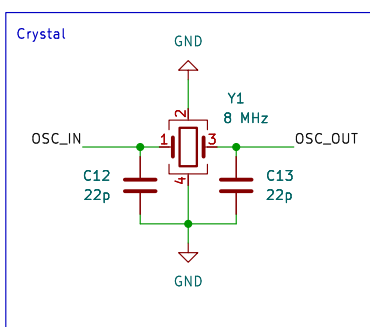 Crystal
GND
Y1
8 MHz
2
OSC_IN
1
3
OSC_OUT
C12
22p
4
C13
22p
GND